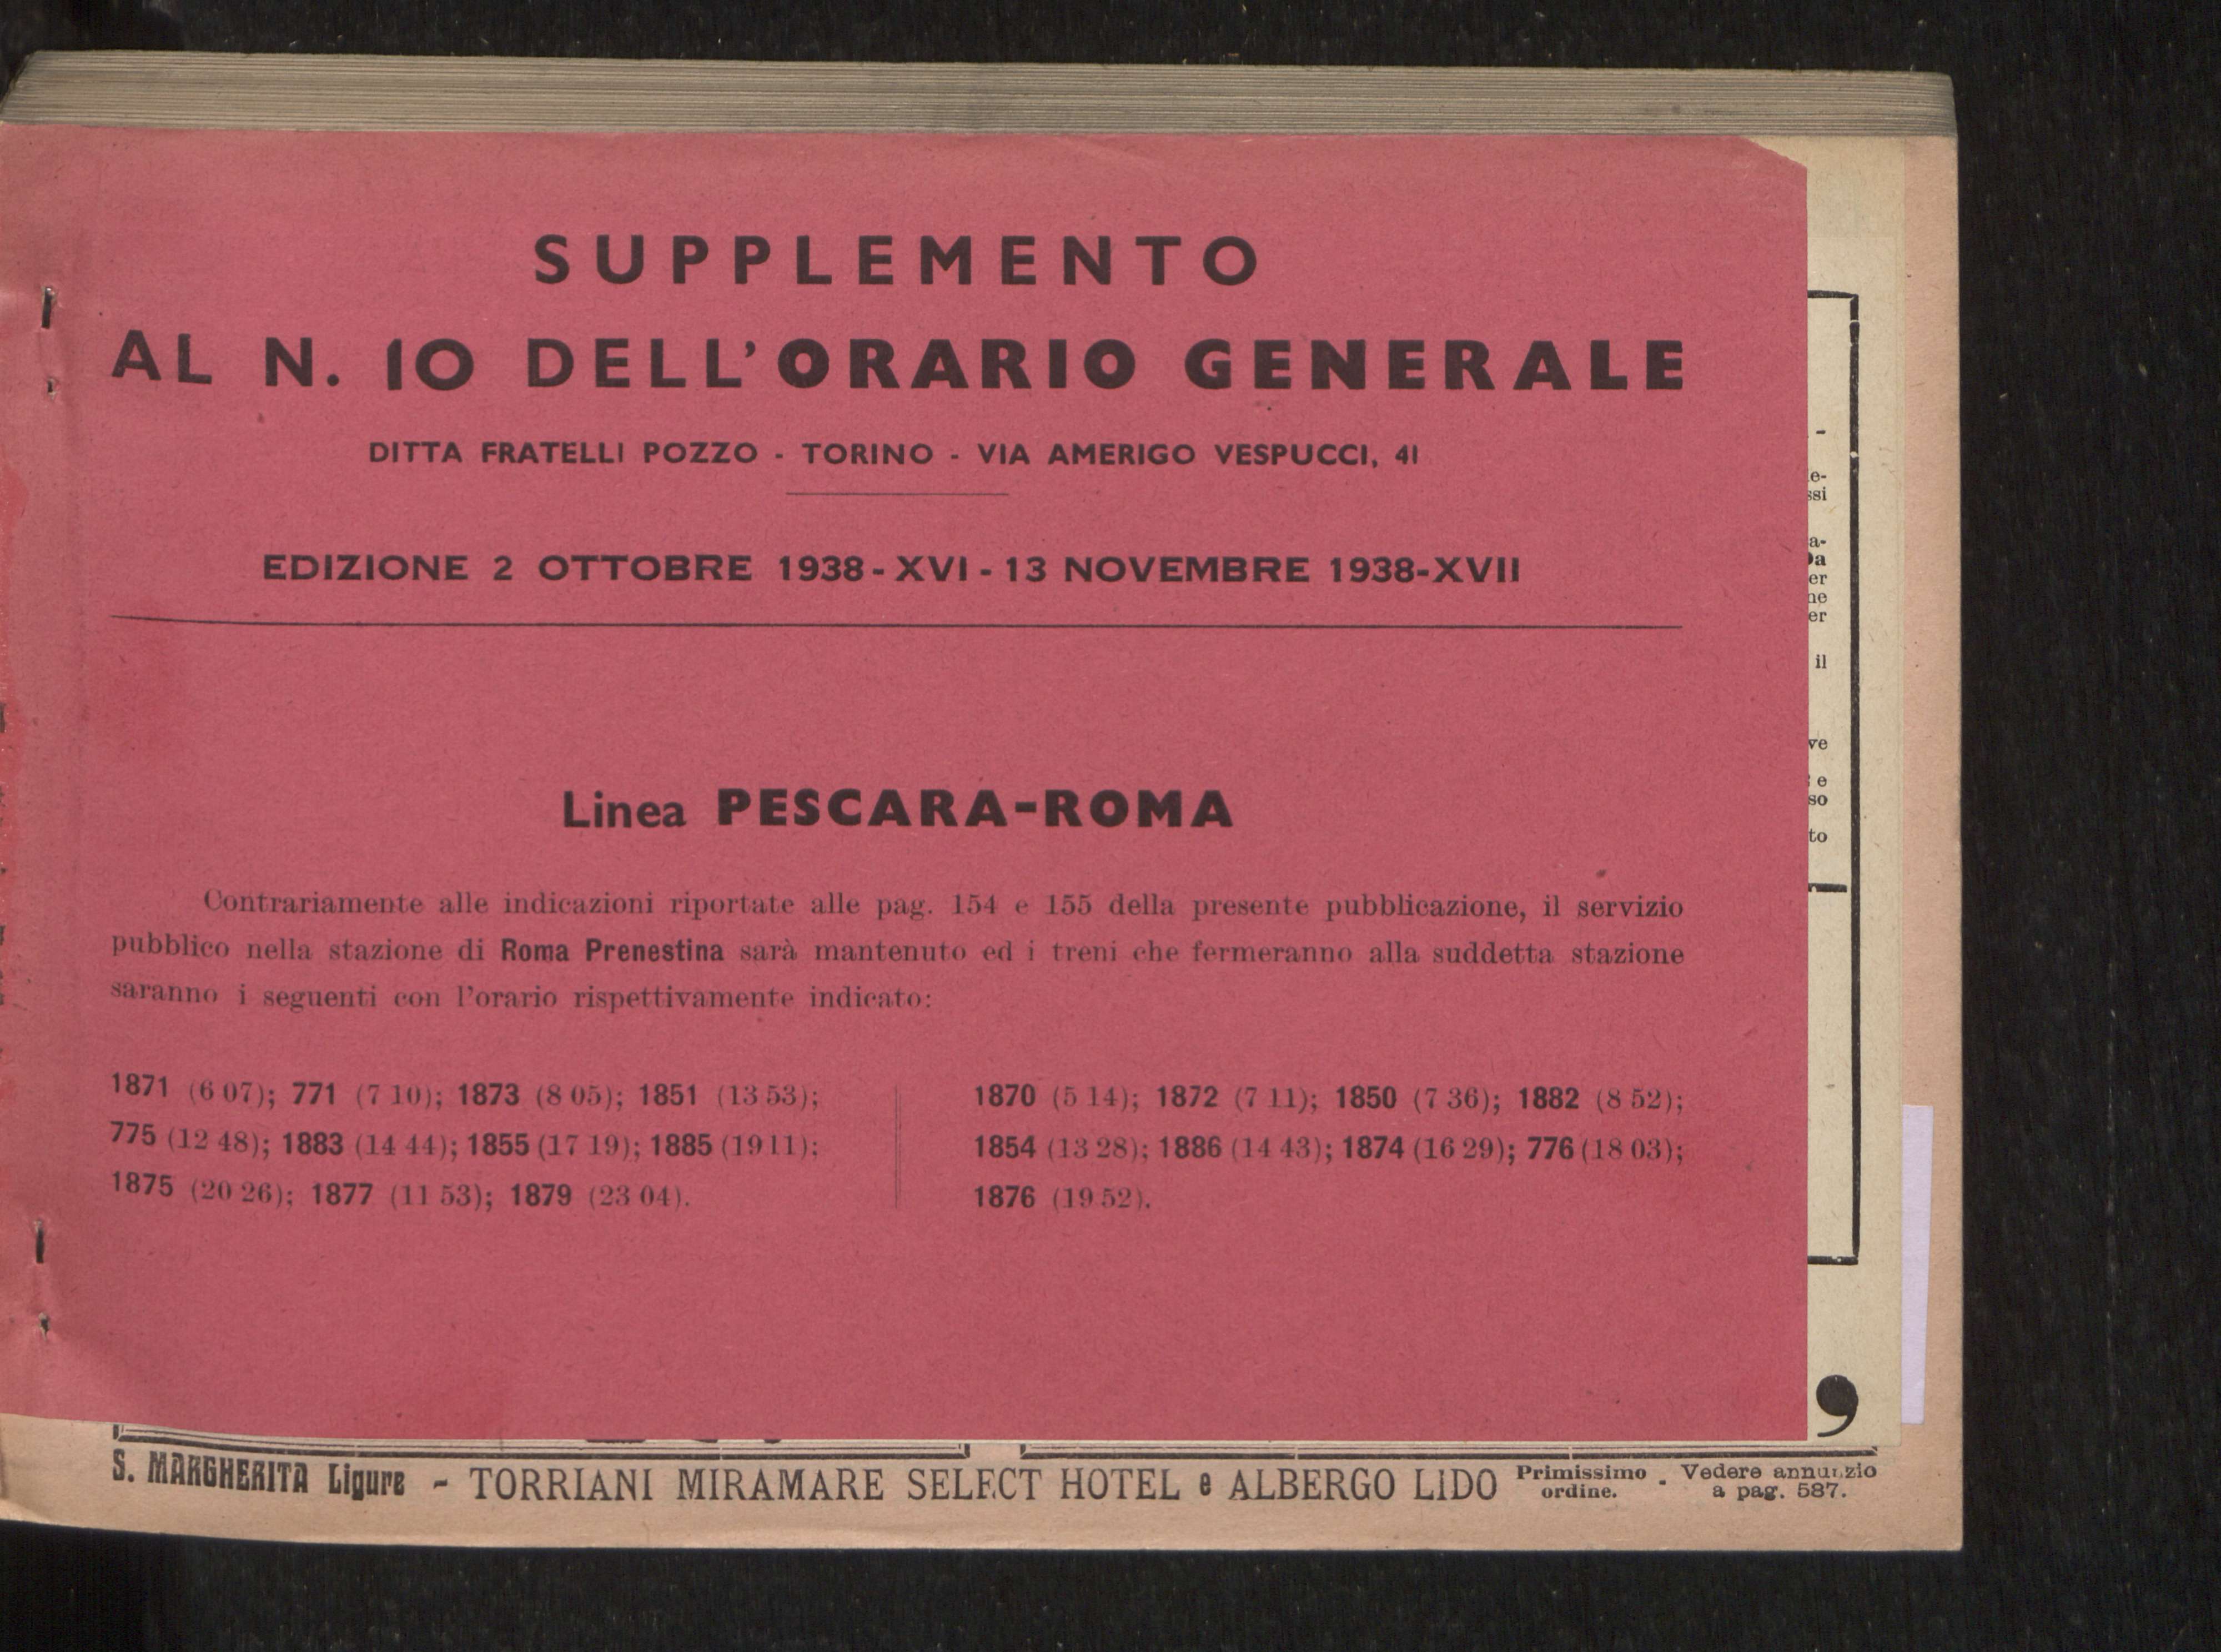 SUPPLEMENTO
AL N. 10 DELL'ORARIO GENERALE
DITTA FRATELLI POZZO - TORINO - VIA AMERIGO VESPUCCI, 41
EDIZIONE 2 OTTOBRE 1938-XVI - 13 NOVEMBRE 1938-XVII
Linea PESCARA-ROMA
Contrariamente alle indicazioni riportate alle pag. 154 e 155 della presente pubblicazione, il servizio
pubblico nella stazione di Roma Prenestina sarà mantenuto ed i treni che fermeranno alla suddetta stazione
saranno i seguenti con l'orario rispettivamente indicato:
1871 (6 07); 771 (7 10); 1873 (8 05); 1851 (13 53);
775 (12 48); 1883 (14 44); 1855 (17 19); 1885 (19 11);
1875 (20 26); 1877 (11 53); 1879 (23 04).
1870 (5 14); 1872 (7 11); 1850 (7 36); 1882 (8 52);
1854 (13 28); 1886 (14 43); 1874 (16 29); 776 (18 03);
1876 (19 52).
il
S. MARGHERITA Ligure - TORRIANI MIRAMARE SELECT HOTEL e ALBERGO LIDO Primissimo ordine. - Vedere annunzio a pag. 587.